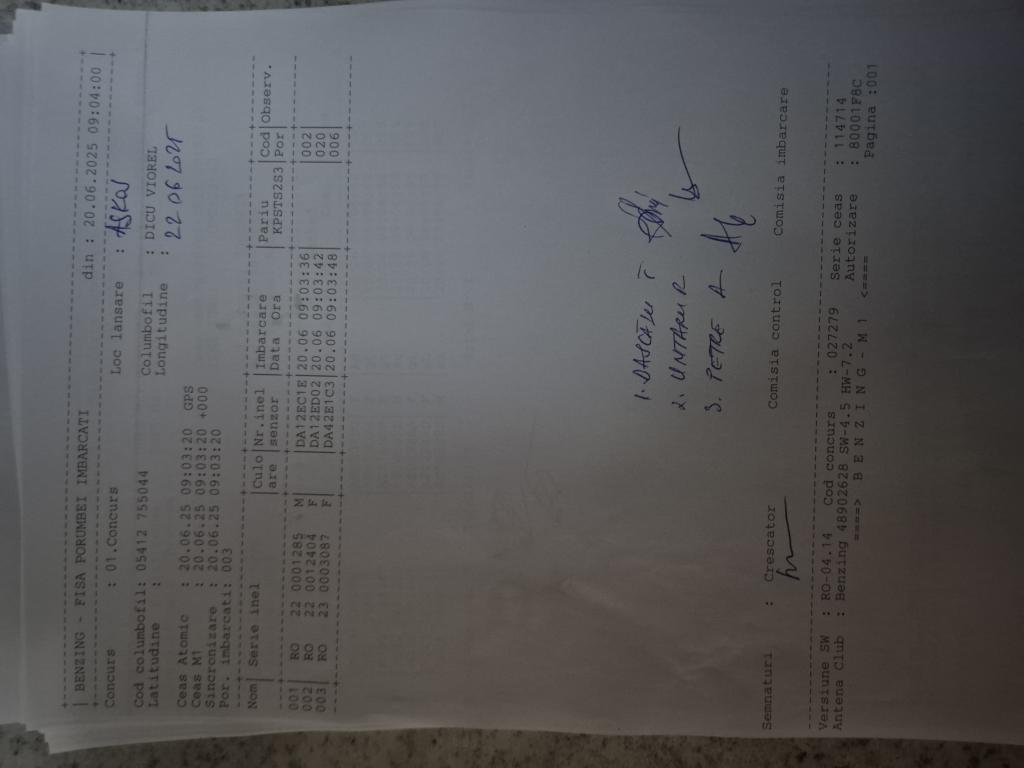 BENZING - FISA PORUMBEI IMBARCATI din : 20.06.2025 09:04:00
Concurs : 01.Concurs Loc lansare :
Cod columbofil: 05412 755044 Columbofil : DICU VIOREL
Latitudine : Longitudine : 22 06 2025
Ceas Atomic : 20.06.25 09:03:20 GPS
Ceas M1 : 20.06.25 09:03:20 +000
Sincronizare : 20.06.25 09:03:20
Por. imbarcati: 003
Nom| Serie inel |Culo|Nr.inel |Imbarcare |Pariu |Cod|Observ.
|are |senzor |Data Ora |KPSTS2S3|Pod|
001 | RO 22 0001285 M | |DA12EC1E|20.06 09:03:36| |002|
002 | RO 22 0012404 F | |DA12ED02|20.06 09:03:42| |020|
003 | RO 23 0003087 F | |DA42E1C3|20.06 09:03:48| |006|
1.
2.
3. PETRE A
Semnaturi : Crescator Comisia control Comisia imbarcare
Versiune SW : RO-04.14 Cod concurs : 027279 Serie ceas : 114714
Antena Club : Benzing 48902628 SW-4.5 HW-7.2 Autorizare : 80001F8C
====> B E N Z I N G - M 1 <==== Pagina :001